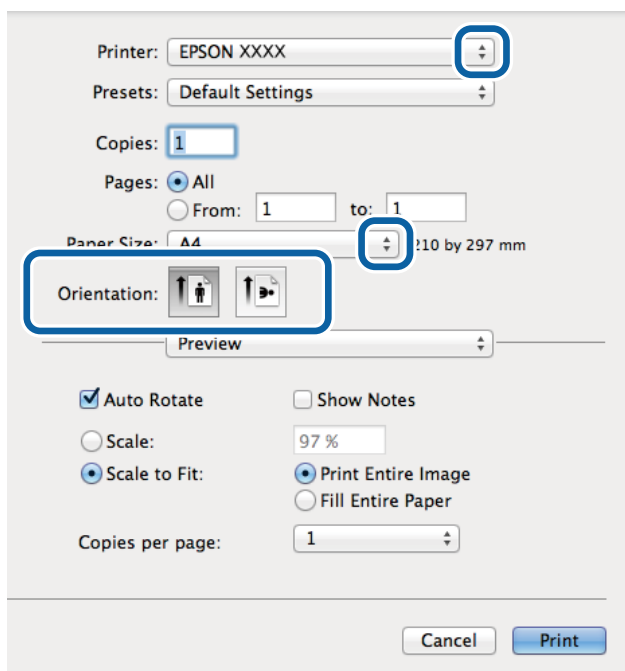 Printer: EPSON XXXX
Presets: Default Settings
Copies: 1
Pages: All
From: 1 to: 1
Paper Size: A4 210 by 297 mm
Orientation:
Preview
Auto Rotate Show Notes
Scale: 97 %
Scale to Fit: Print Entire Image
Fill Entire Paper
Copies per page: 1
Cancel Print